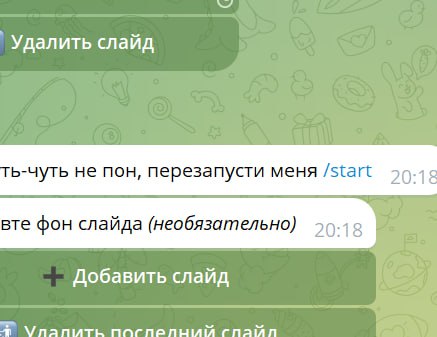 Удалить слайд
ть-чуть не пон, перезапусти меня /start 20:18
вте фон слайда (необязательно) 20:18
➕ Добавить слайд
🚮 Удалить последний слайд